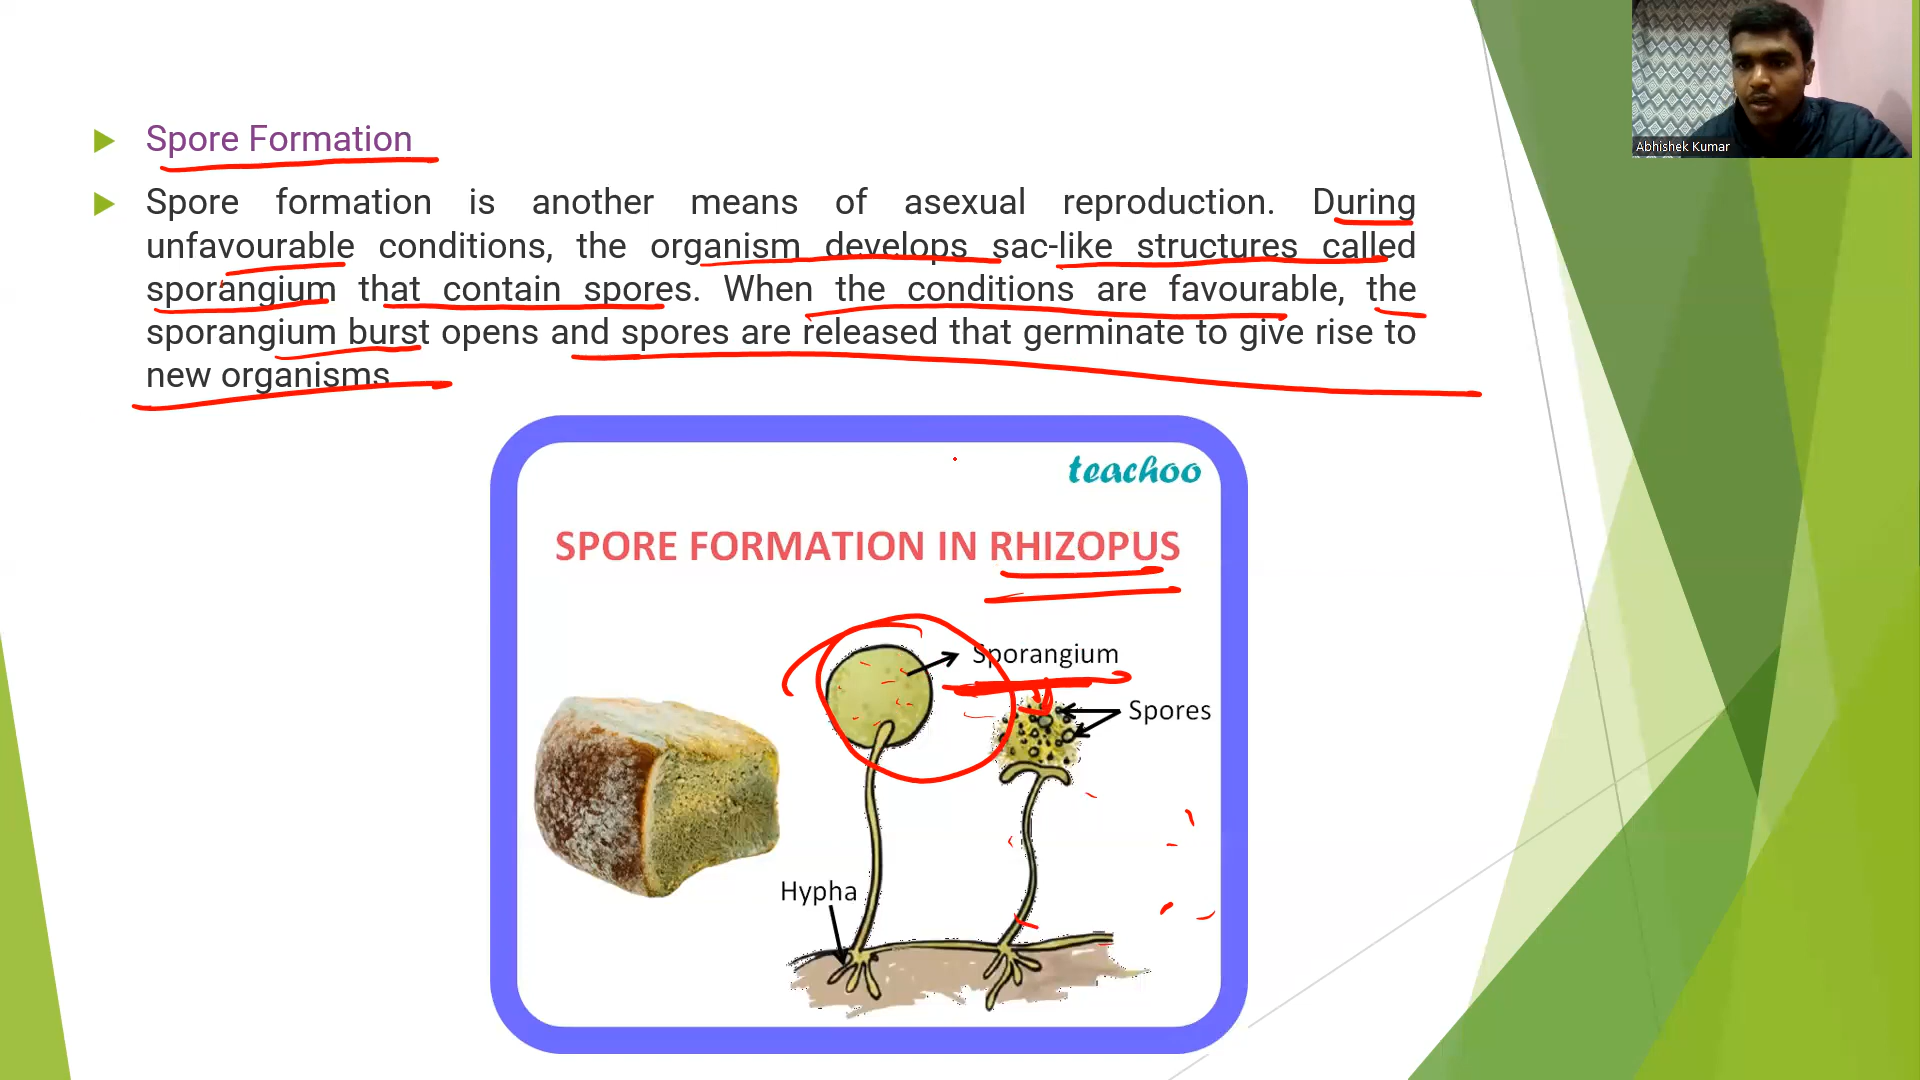 Abhishek Kumar
Spore Formation
Spore formation is another means of asexual reproduction. During
unfavourable conditions, the organism develops sac-like structures called
sporangium that contain spores. When the conditions are favourable, the
sporangium burst opens and spores are released that germinate to give rise to
new organisms
teachoo
SPORE FORMATION IN RHIZOPUS
Sporangium
Spores
Hypha